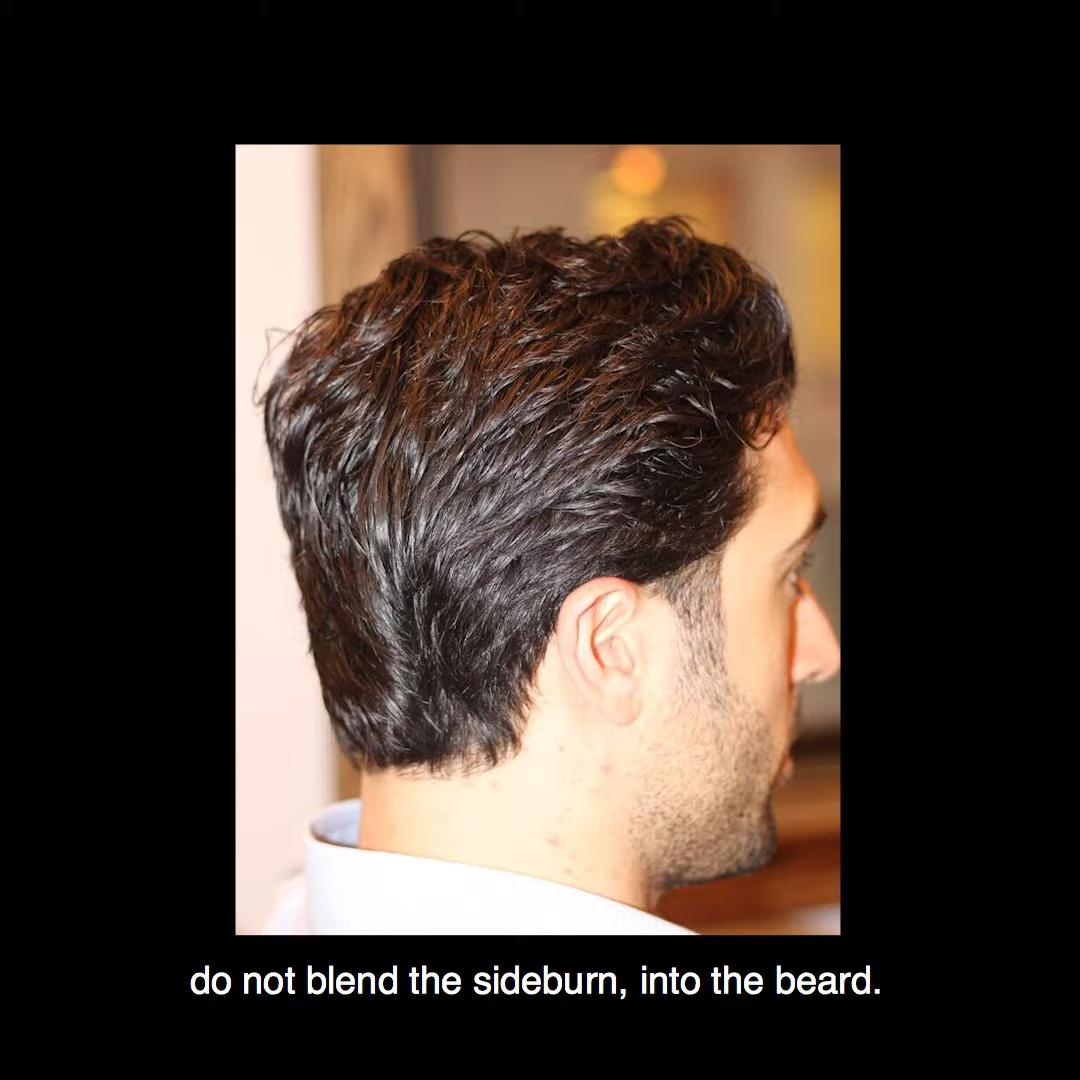 do not blend the sideburn, into the beard.